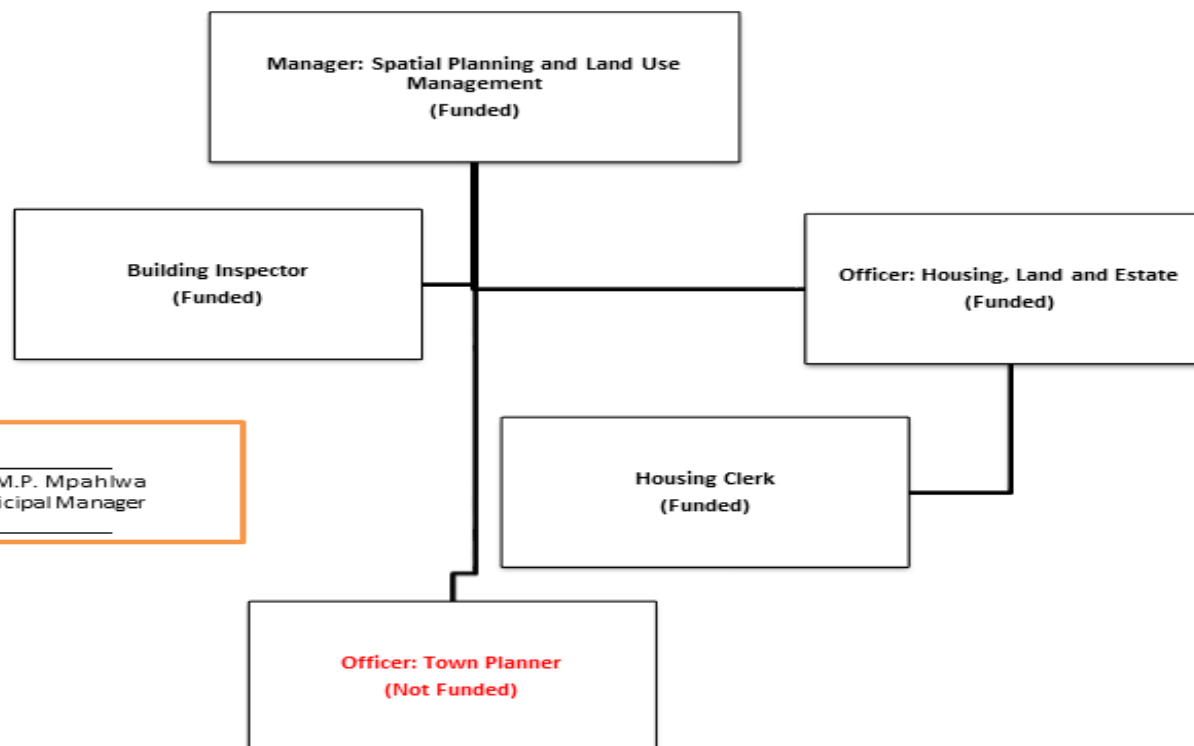 Manager: Spatial Planning and Land Use
Management
(Funded)
Building Inspector
(Funded)
Officer: Housing, Land and Estate
(Funded)
M.P. Mpahlwa
icipal Manager
Housing Clerk
(Funded)
Officer: Town Planner
(Not Funded)